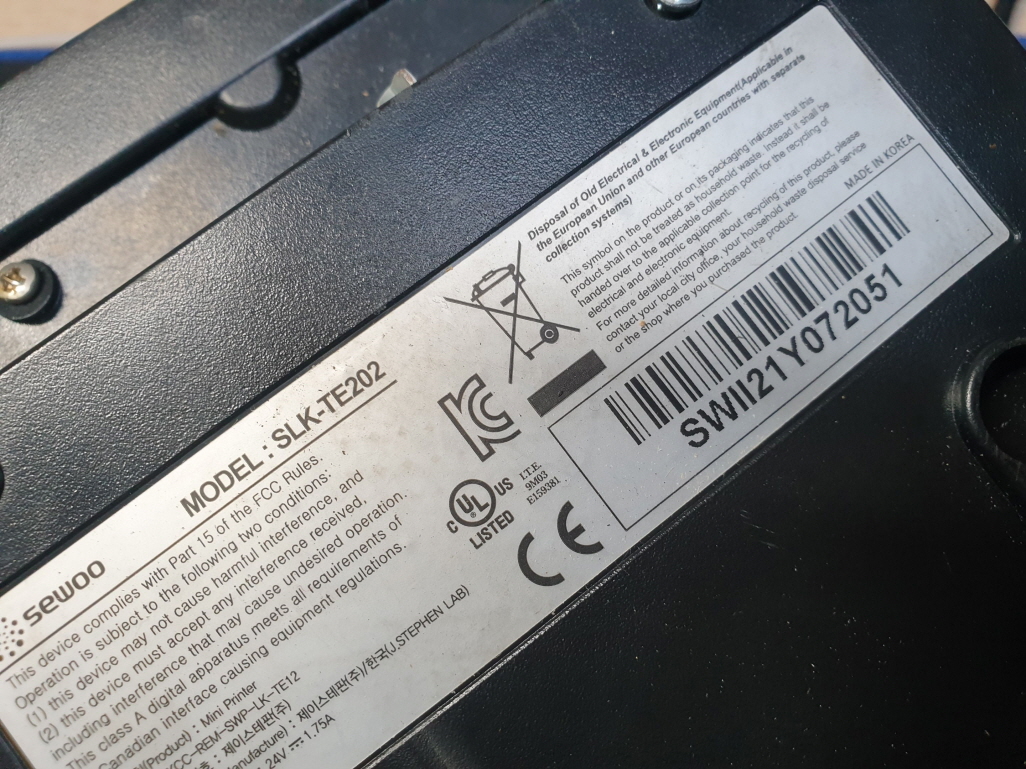 sewoo
MODEL : SLK-TE202
This device complies with Part 15 of the FCC Rules.
Operation is subject to the following two conditions:
(1) this device may not cause harmful interference, and
(2) this device must accept any interference received,
including interference that may cause undesired operation.
This class A digital apparatus meets all requirements of
Canadian interface causing equipment regulations.
(Product) : Mini Printer
KCC-REM-SWP-LK-TE12
: 제이스테판(주)
Manufacture) : 제이스테판(주)/한국(J.STEPHEN LAB)
24V ⎓ 1.75A
C UL US
LISTED
I.T.E.
9M03
E159381
CE
Disposal of Old Electrical & Electronic Equipment(Applicable in
the European Union and other European countries with separate
collection systems)
This symbol on the product or on its packaging indicates that this
product shall not be treated as household waste. Instead it shall be
handed over to the applicable collection point for the recycling of
electrical and electronic equipment.
For more detailed information about recycling of this product, please
contact your local city office, your household waste disposal service
or the shop where you purchased the product.
MADE IN KOREA
SWII21Y072051